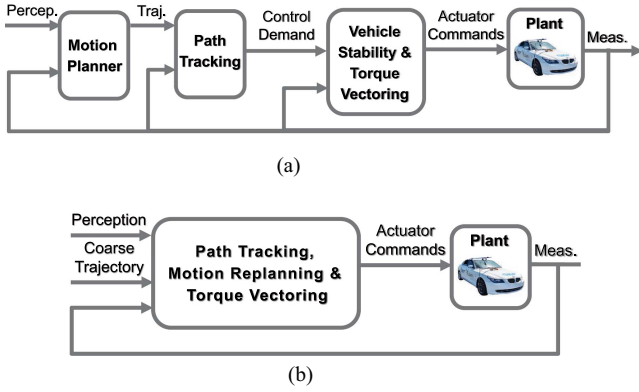 Percep.
Motion
Planner
Traj.
Path
Tracking
Control
Demand
Vehicle
Stability &
Torque
Vectoring
Actuator
Commands
Plant
Meas.
(a)
Perception
Coarse
Trajectory
Path Tracking,
Motion Replanning &
Torque Vectoring
Actuator
Commands
Plant
Meas.
(b)